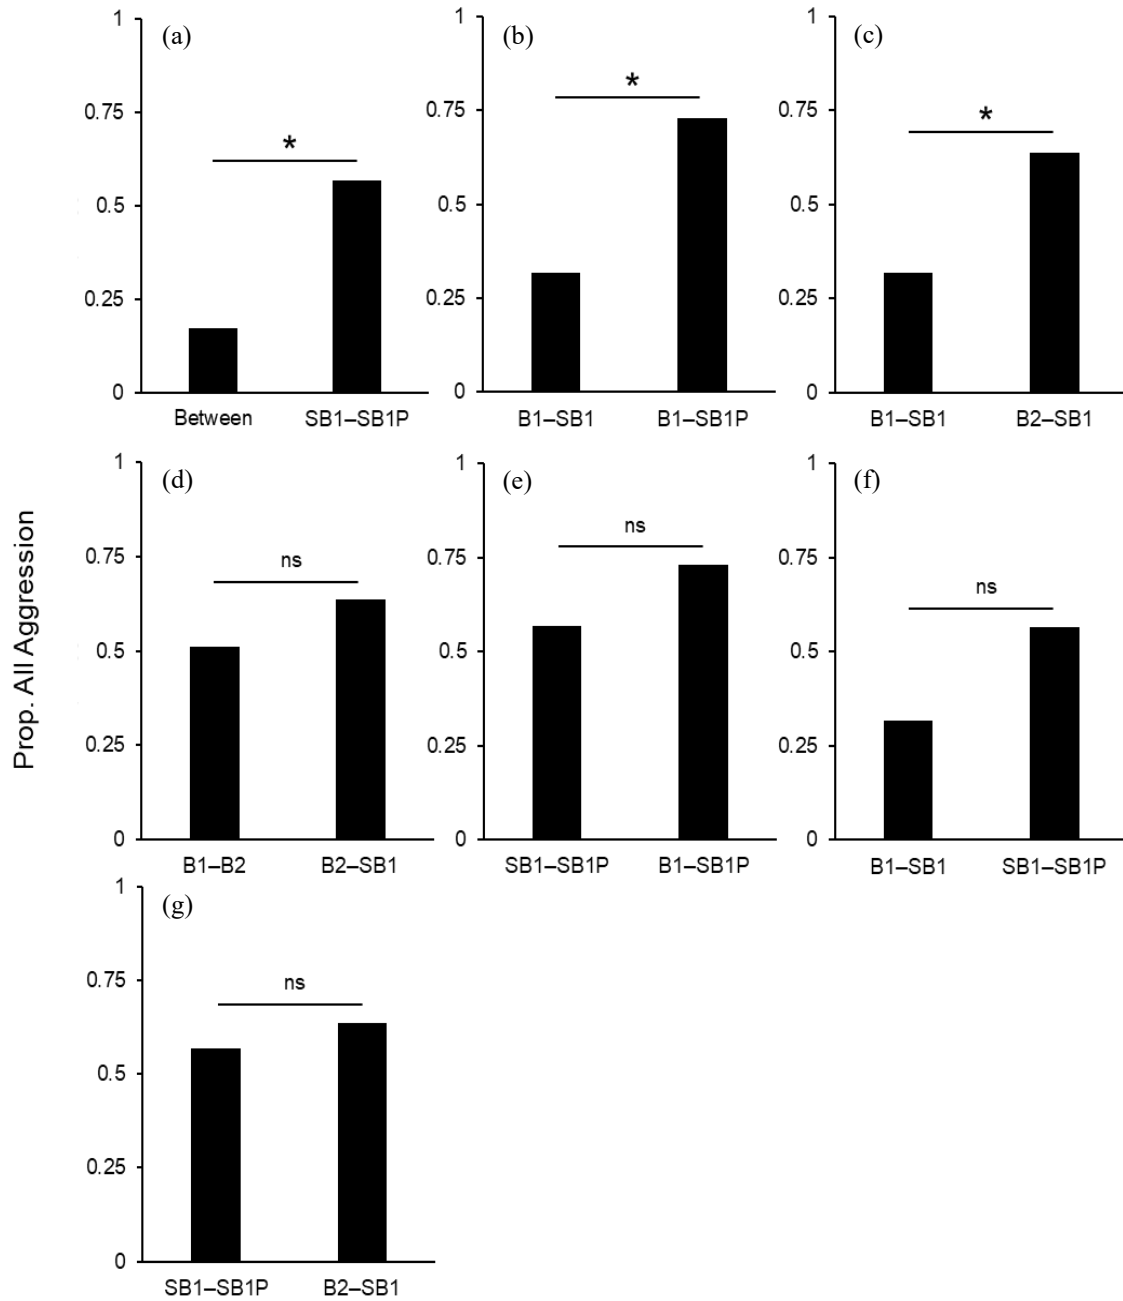 Prop. All Aggression
(a)
1
0.75
0.5
0.25
0
*
Between
SB1–SB1P
(b)
1
0.75
0.5
0.25
0
*
B1–SB1
B1–SB1P
(c)
1
0.75
0.5
0.25
0
*
B1–SB1
B2–SB1
(d)
1
0.75
0.5
0.25
0
ns
B1–B2
B2–SB1
(e)
1
0.75
0.5
0.25
0
ns
SB1–SB1P
B1–SB1P
(f)
1
0.75
0.5
0.25
0
ns
B1–SB1
SB1–SB1P
(g)
1
0.75
0.5
0.25
0
ns
SB1–SB1P
B2–SB1